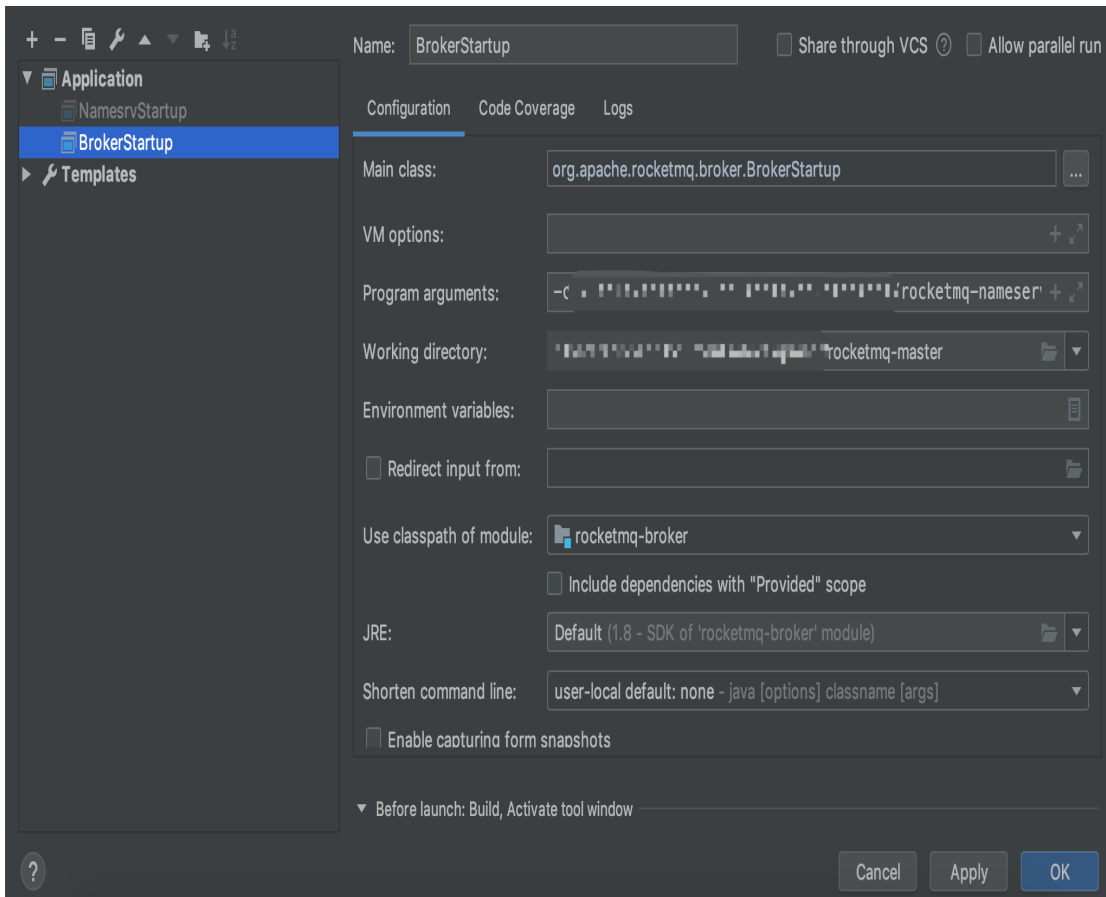 Name: BrokerStartup Share through VCS ? Allow parallel run
Application
NamesrvStartup
BrokerStartup
Templates
Configuration Code Coverage Logs
Main class: org.apache.rocketmq.broker.BrokerStartup ...
VM options:
Program arguments: -c /rocketmq-nameser
Working directory: rocketmq-master
Environment variables:
Redirect input from:
Use classpath of module: rocketmq-broker
Include dependencies with "Provided" scope
JRE: Default (1.8 - SDK of 'rocketmq-broker' module)
Shorten command line: user-local default: none - java [options] classname [args]
Enable capturing form snapshots
Before launch: Build, Activate tool window
? Cancel Apply OK